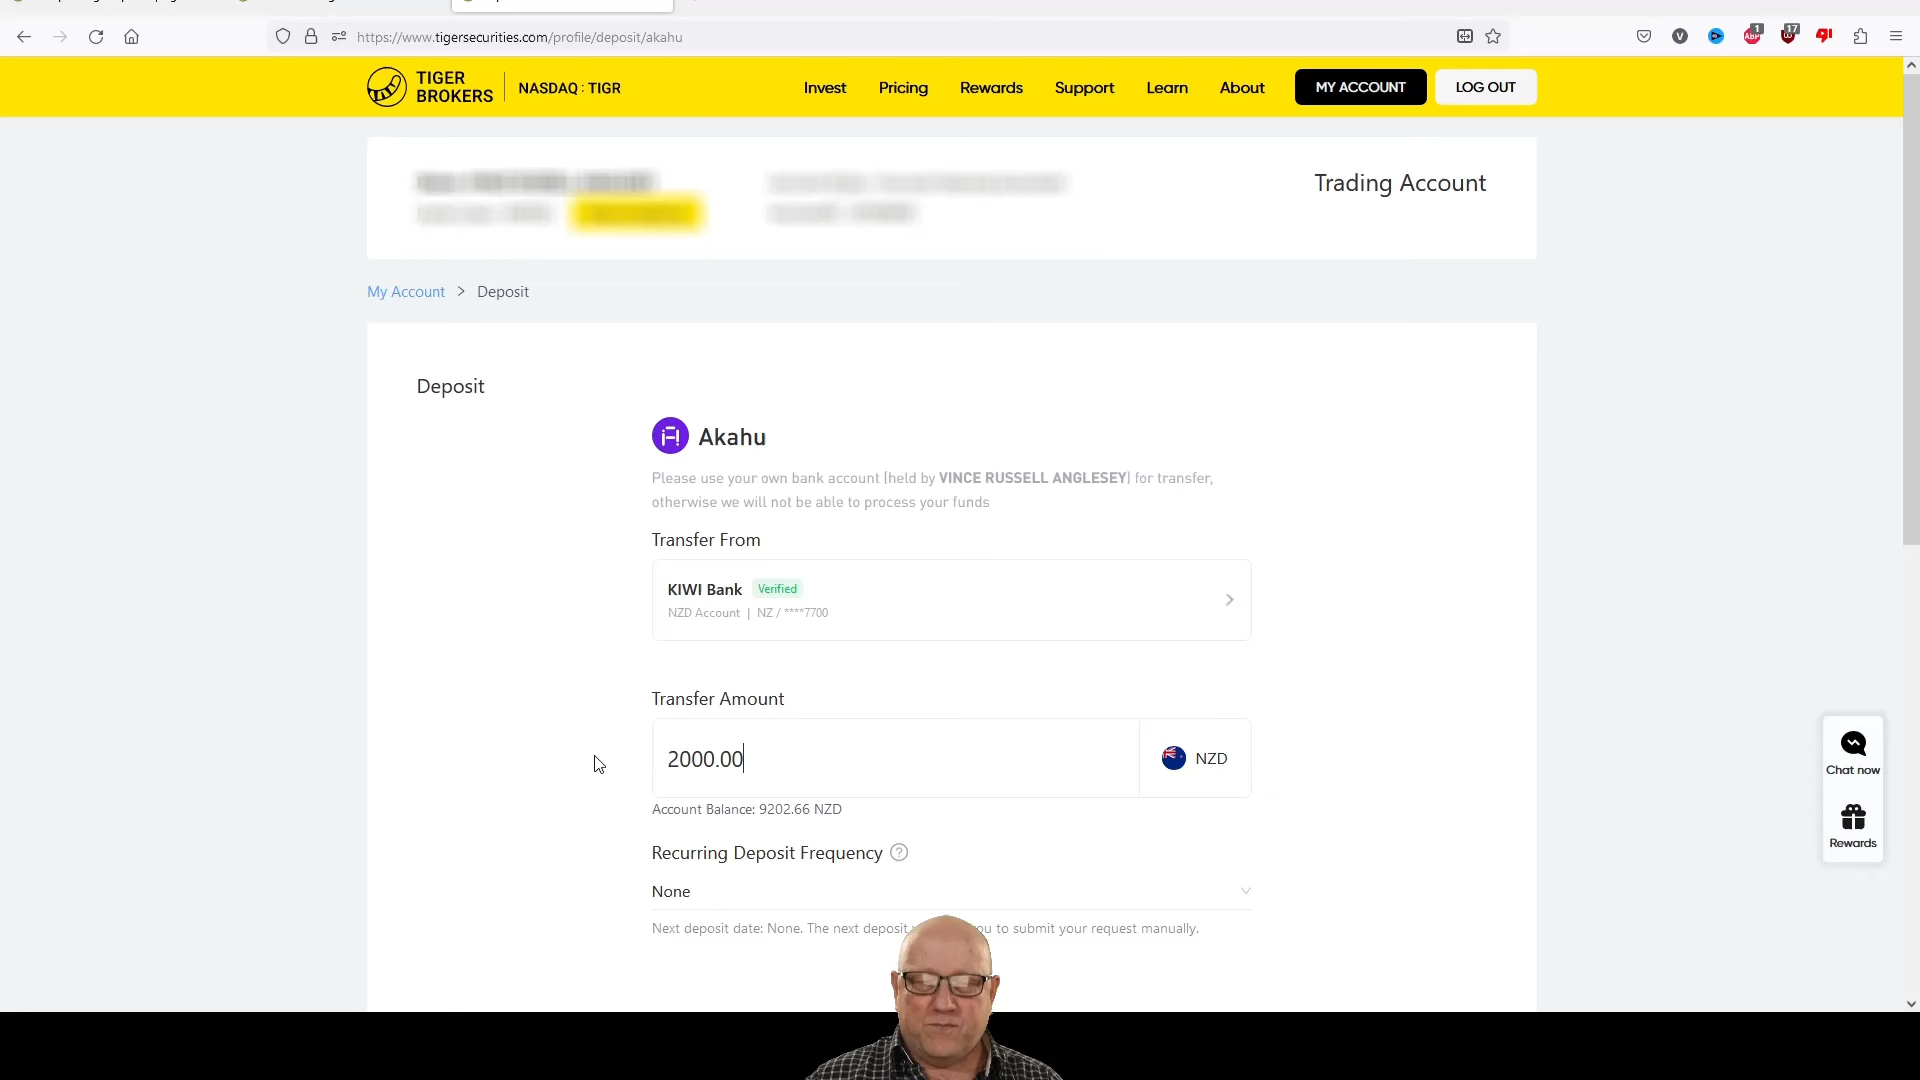 https://www.tigersecurities.com/profile/deposit/akahu
1
17
TIGER BROKERS
NASDAQ : TIGR
Invest
Pricing
Rewards
Support
Learn
About
MY ACCOUNT
LOG OUT
Trading Account
My Account > Deposit
Deposit
Akahu
Please use your own bank account (held by VINCE RUSSELL ANGLESEY) for transfer,
otherwise we will not be able to process your funds
Transfer From
KIWI Bank Verified
NZD Account | NZ / ****7700
Transfer Amount
2000.00
NZD
Account Balance: 9202.66 NZD
Recurring Deposit Frequency ?
None
Next deposit date: None. The next deposit you to submit your request manually.
Chat now
Rewards